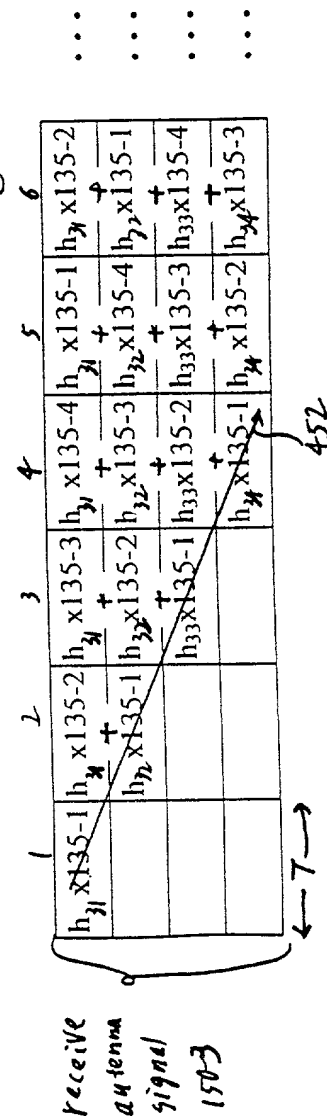 1 2 3 4 5 6
h31 x135-1 h31 x135-2 h31 x135-3 h31 x135-4 h31 x135-1 h31 x135-2 ...
+ + + + +
h32 x135-1 h32 x135-2 h32 x135-3 h32 x135-4 h32 x135-1 ...
+ + + +
h33 x135-1 h33 x135-2 h33 x135-3 h33 x135-4 ...
+ + +
h34 x135-1 h34 x135-2 h34 x135-3 ...
receive
antenna
signal
150-3
T
452